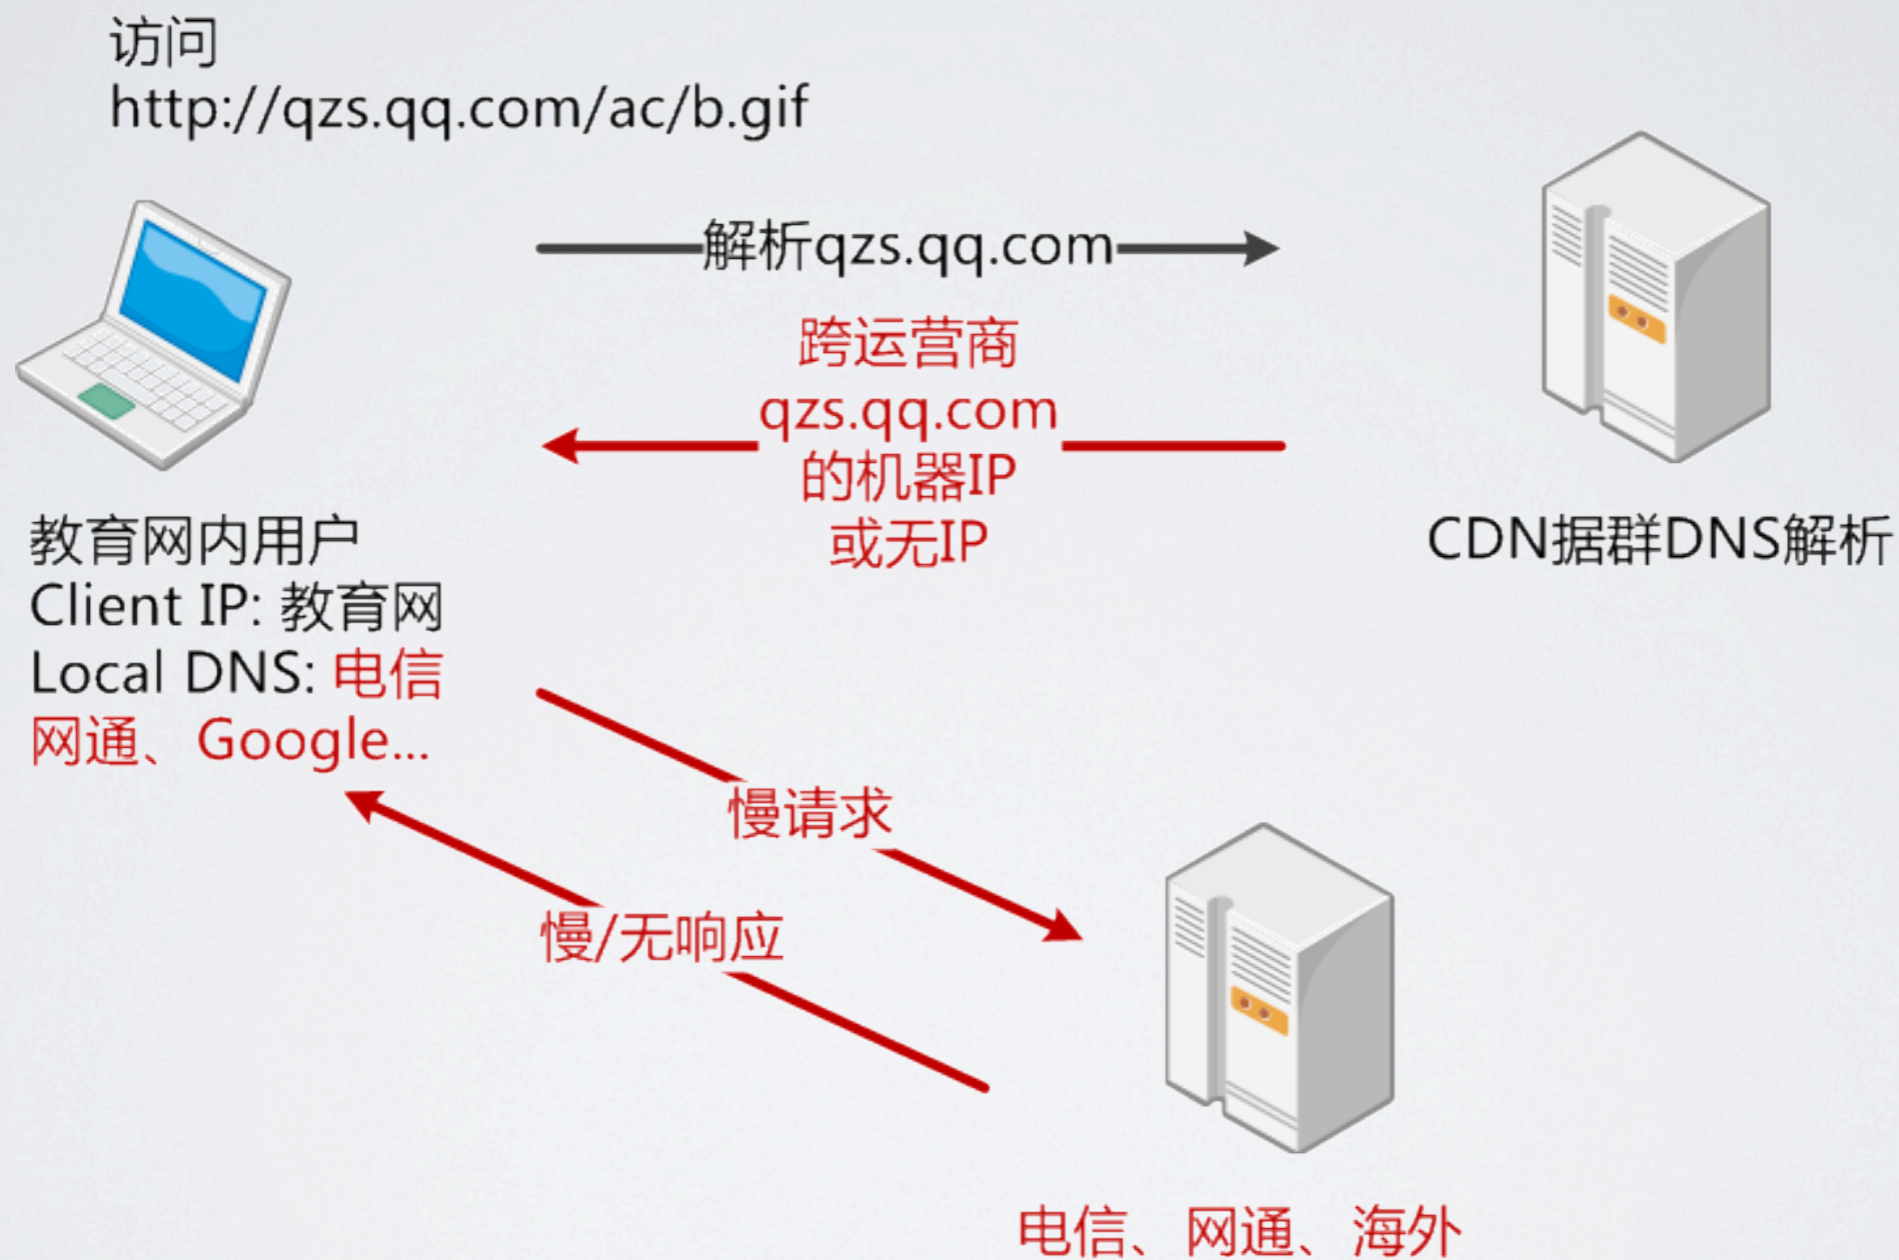 访问
http://qzs.qq.com/ac/b.gif
解析qzs.qq.com
跨运营商
qzs.qq.com
的机器IP
或无IP
教育网内用户
Client IP: 教育网
Local DNS: 电信
网通、Google...
CDN据群DNS解析
慢请求
慢/无响应
电信、网通、海外